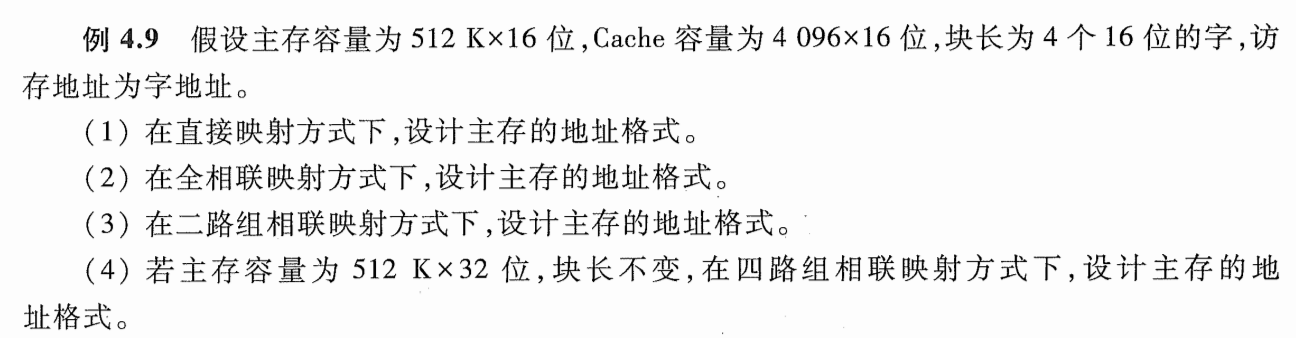 例 4.9 假设主存容量为 512 K×16 位,Cache 容量为 4 096×16 位,块长为 4 个 16 位的字,访
存地址为字地址。
(1) 在直接映射方式下,设计主存的地址格式。
(2) 在全相联映射方式下,设计主存的地址格式。
(3) 在二路组相联映射方式下,设计主存的地址格式。
(4) 若主存容量为 512 K×32 位,块长不变,在四路组相联映射方式下,设计主存的地
址格式。